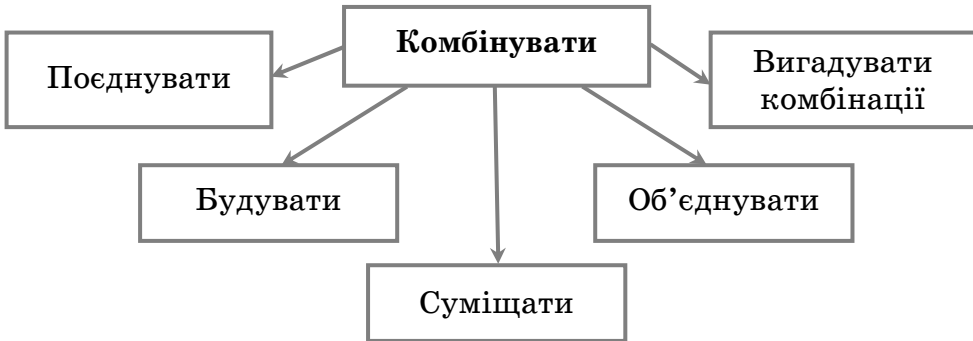 Комбінувати
Поєднувати
Вигадувати
комбінації
Будувати
Об’єднувати
Суміщати